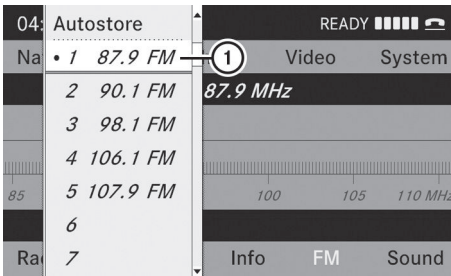 04:
Autostore
READY
Na
• 1 87.9 FM
1
Video
System
2 90.1 FM
87.9 MHz
3 98.1 FM
4 106.1 FM
5 107.9 FM
85
100
105
110 MHz
6
7
Info
FM
Sound